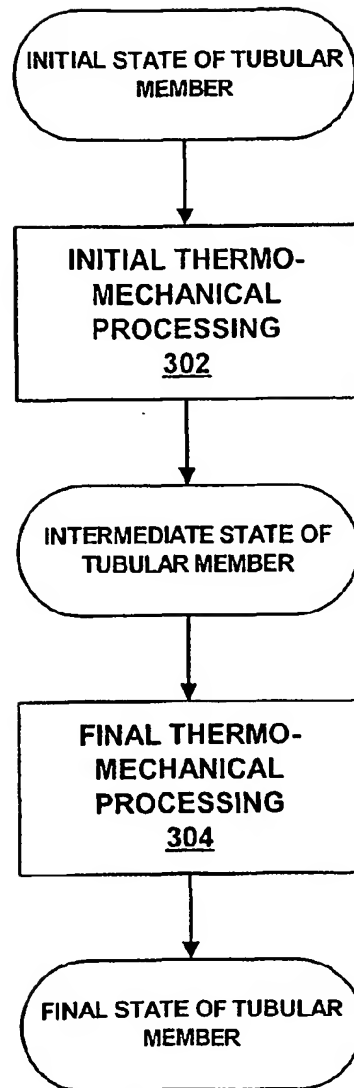 INITIAL STATE OF TUBULAR
MEMBER
INITIAL THERMO-
MECHANICAL
PROCESSING
302
INTERMEDIATE STATE OF
TUBULAR MEMBER
FINAL THERMO-
MECHANICAL
PROCESSING
304
FINAL STATE OF TUBULAR
MEMBER